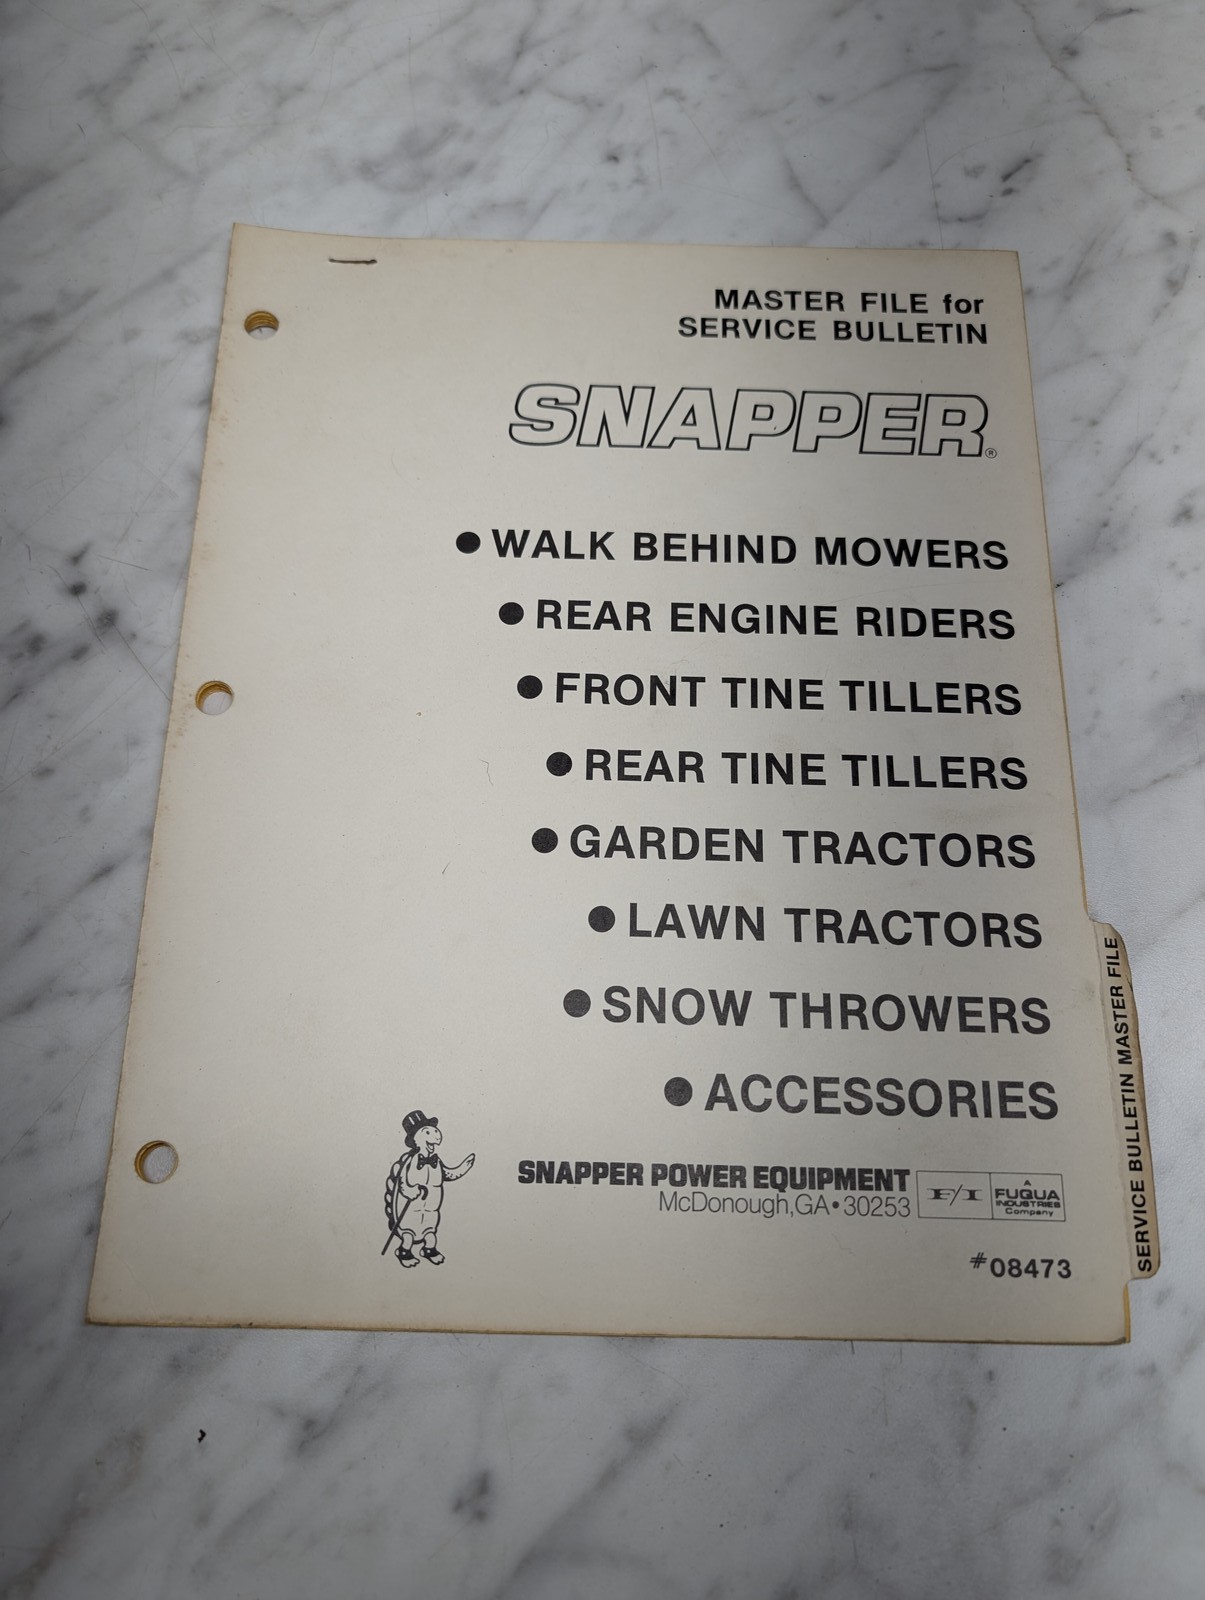 MASTER FILE for
SERVICE BULLETIN
SNAPPER®
● WALK BEHIND MOWERS
● REAR ENGINE RIDERS
● FRONT TINE TILLERS
● REAR TINE TILLERS
● GARDEN TRACTORS
● LAWN TRACTORS
● SNOW THROWERS
● ACCESSORIES
SNAPPER POWER EQUIPMENT
McDonough, GA • 30253
F/I
A
FUQUA
INDUSTRIES
Company
#08473
SERVICE BULLETIN MASTER FILE